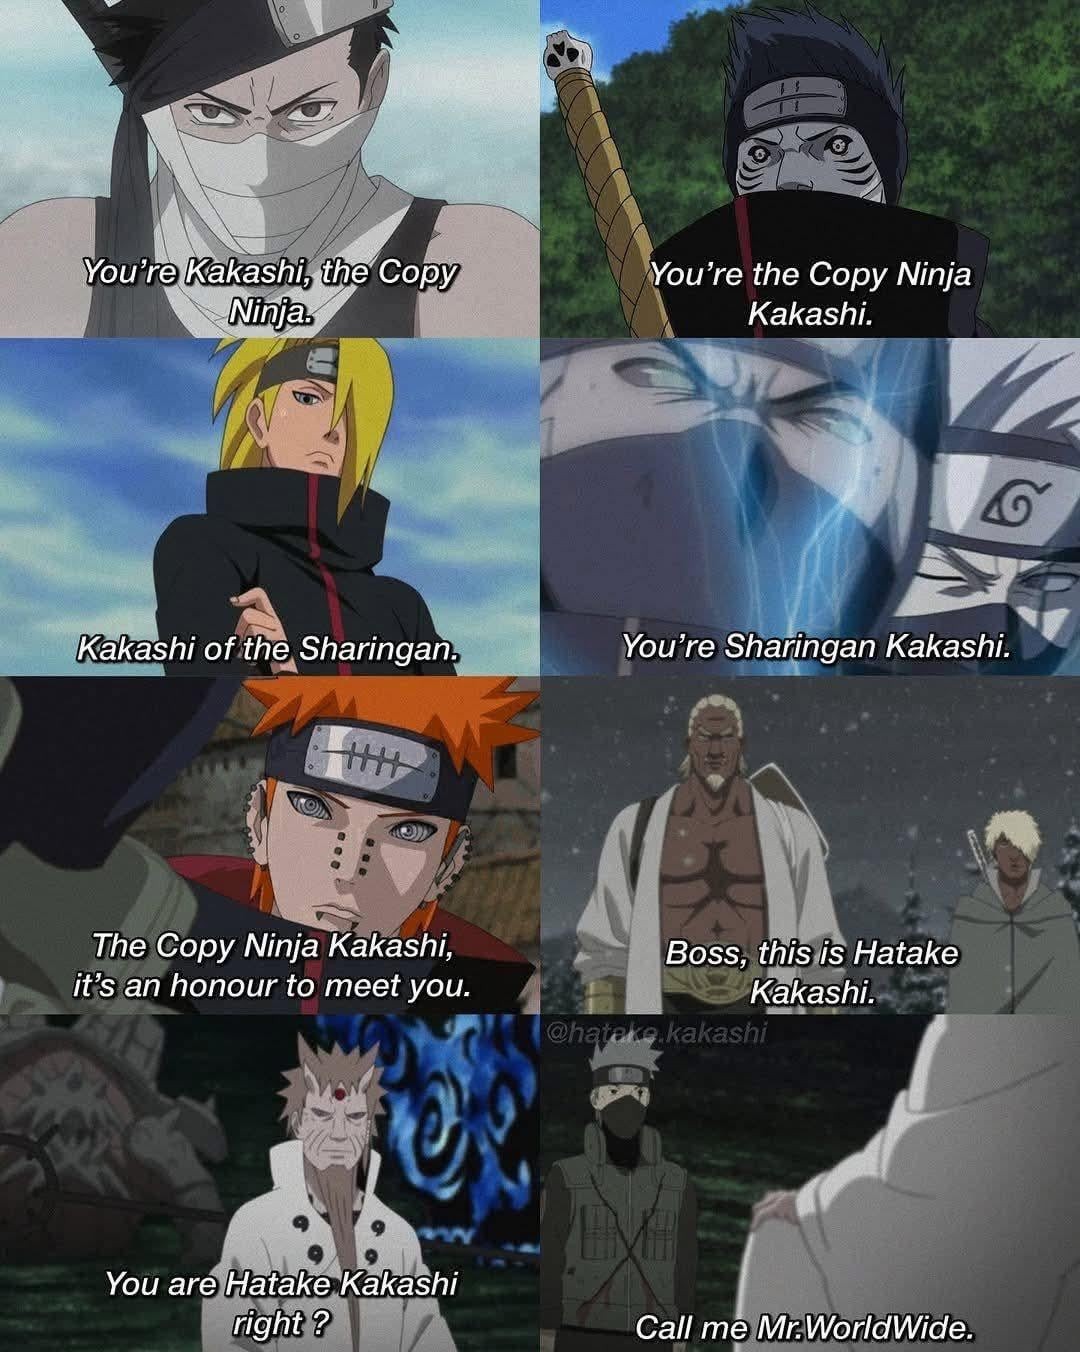 You're Kakashi, the Copy
Ninja.
You're the Copy Ninja
Kakashi.
Kakashi of the Sharingan.
You're Sharingan Kakashi.
The Copy Ninja Kakashi,
it's an honour to meet you.
Boss, this is Hatake
Kakashi.
You are Hatake Kakashi
right ?
@hatake.kakashi
Call me Mr.WorldWide.